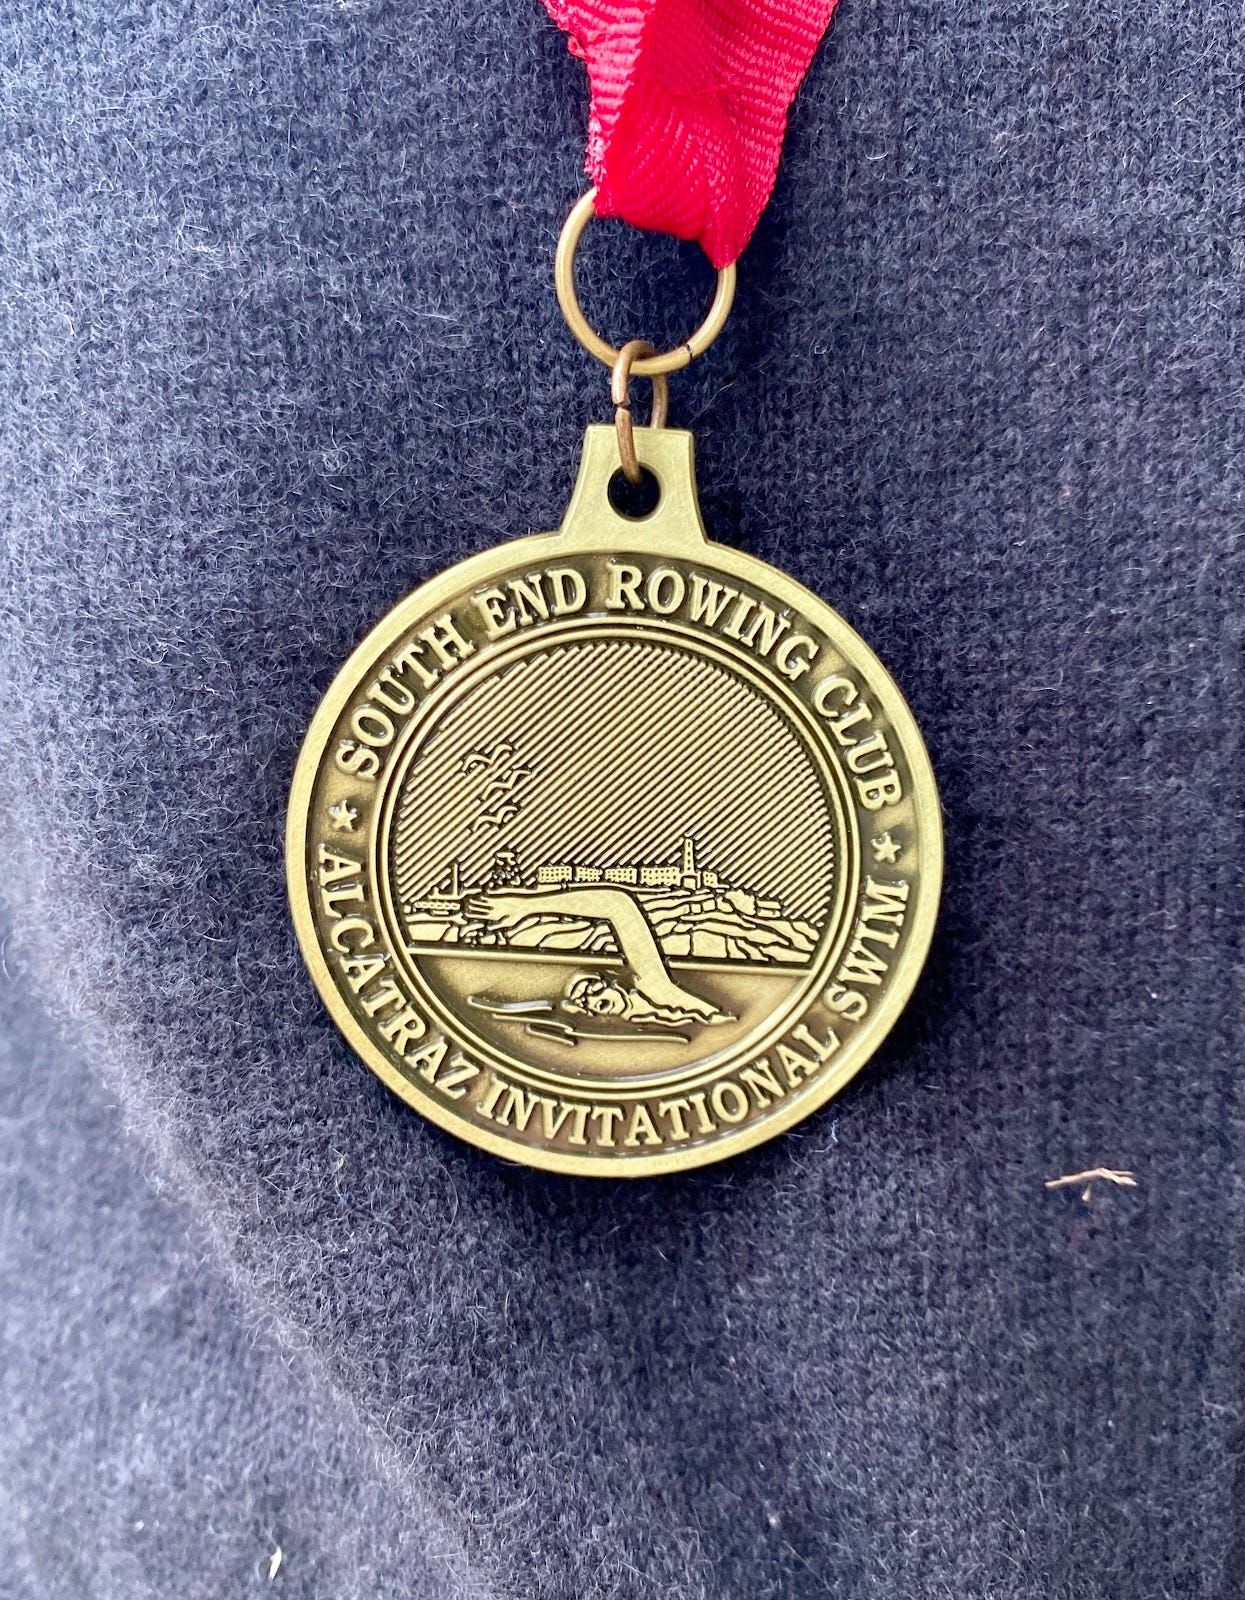 SOUTH END ROWING CLUB
ALCATRAZ INVITATIONAL SWIM